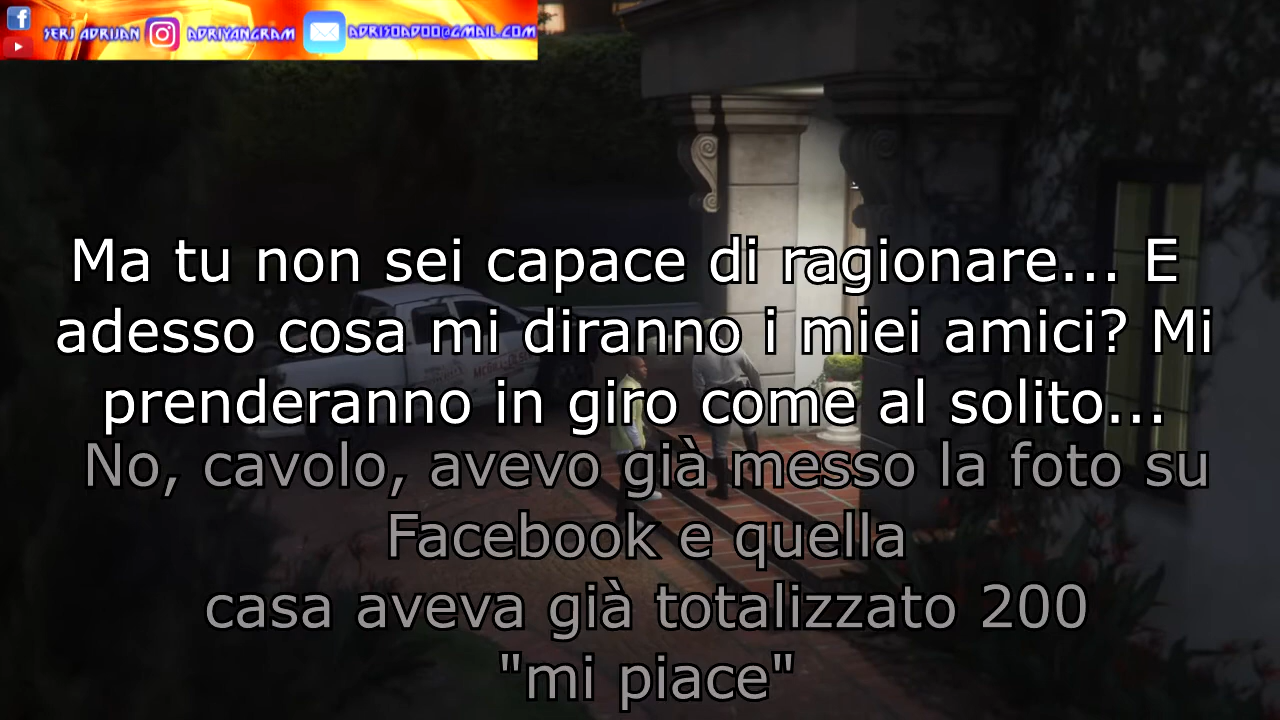 SERJ ADRIJAN ADRIYANGRAM ADRISOAD00@GMAIL.COM
Ma tu non sei capace di ragionare... E
adesso cosa mi diranno i miei amici? Mi
prenderanno in giro come al solito...
No, cavolo, avevo già messo la foto su
Facebook e quella
casa aveva già totalizzato 200
"mi piace"